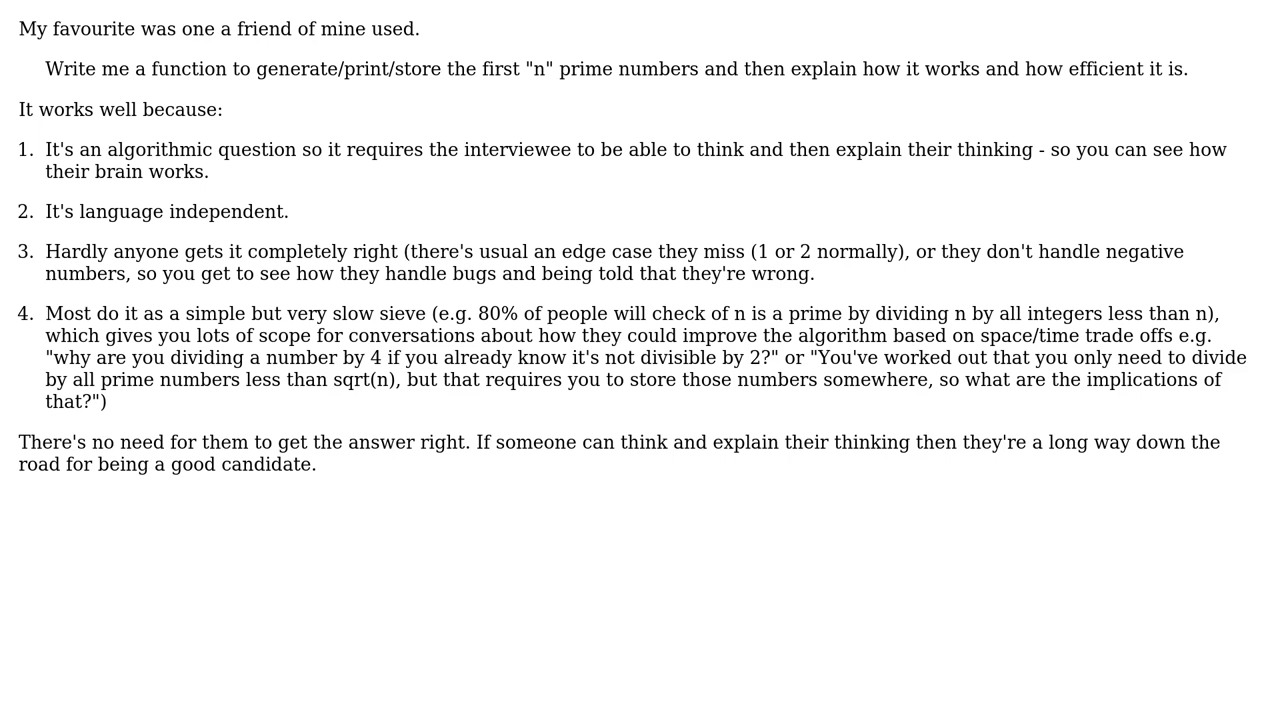 My favourite was one a friend of mine used.
Write me a function to generate/print/store the first "n" prime numbers and then explain how it works and how efficient it is.
It works well because:
1. It's an algorithmic question so it requires the interviewee to be able to think and then explain their thinking - so you can see how
their brain works.
2. It's language independent.
3. Hardly anyone gets it completely right (there's usual an edge case they miss (1 or 2 normally), or they don't handle negative
numbers, so you get to see how they handle bugs and being told that they're wrong.
4. Most do it as a simple but very slow sieve (e.g. 80% of people will check of n is a prime by dividing n by all integers less than n),
which gives you lots of scope for conversations about how they could improve the algorithm based on space/time trade offs e.g.
"why are you dividing a number by 4 if you already know it's not divisible by 2?" or "You've worked out that you only need to divide
by all prime numbers less than sqrt(n), but that requires you to store those numbers somewhere, so what are the implications of
that?")
There's no need for them to get the answer right. If someone can think and explain their thinking then they're a long way down the
road for being a good candidate.